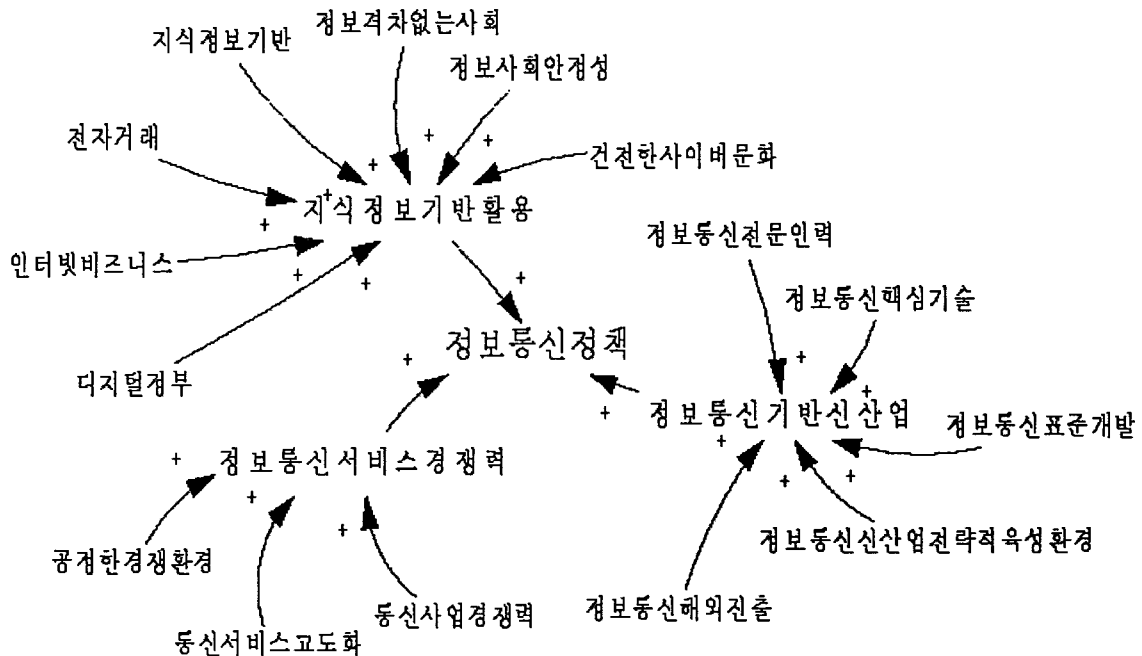 정보격차없는사회
지식정보기반
정보사회안정성
+
+
전자거래
+
건전한사이버문화
+
지식정보기반활용
+
정보통신전문인력
인터넷비즈니스
+
+
+
정보통신핵심기술
정보통신정책
+
+
디지털정부
+
+
정보통신기반신산업
정보통신표준개발
+
+
정보통신서비스경쟁력
+
+
+
+
공정한경쟁환경
정보통신신산업전략적육성환경
통신사업경쟁력
정보통신해외진출
통신서비스고도화